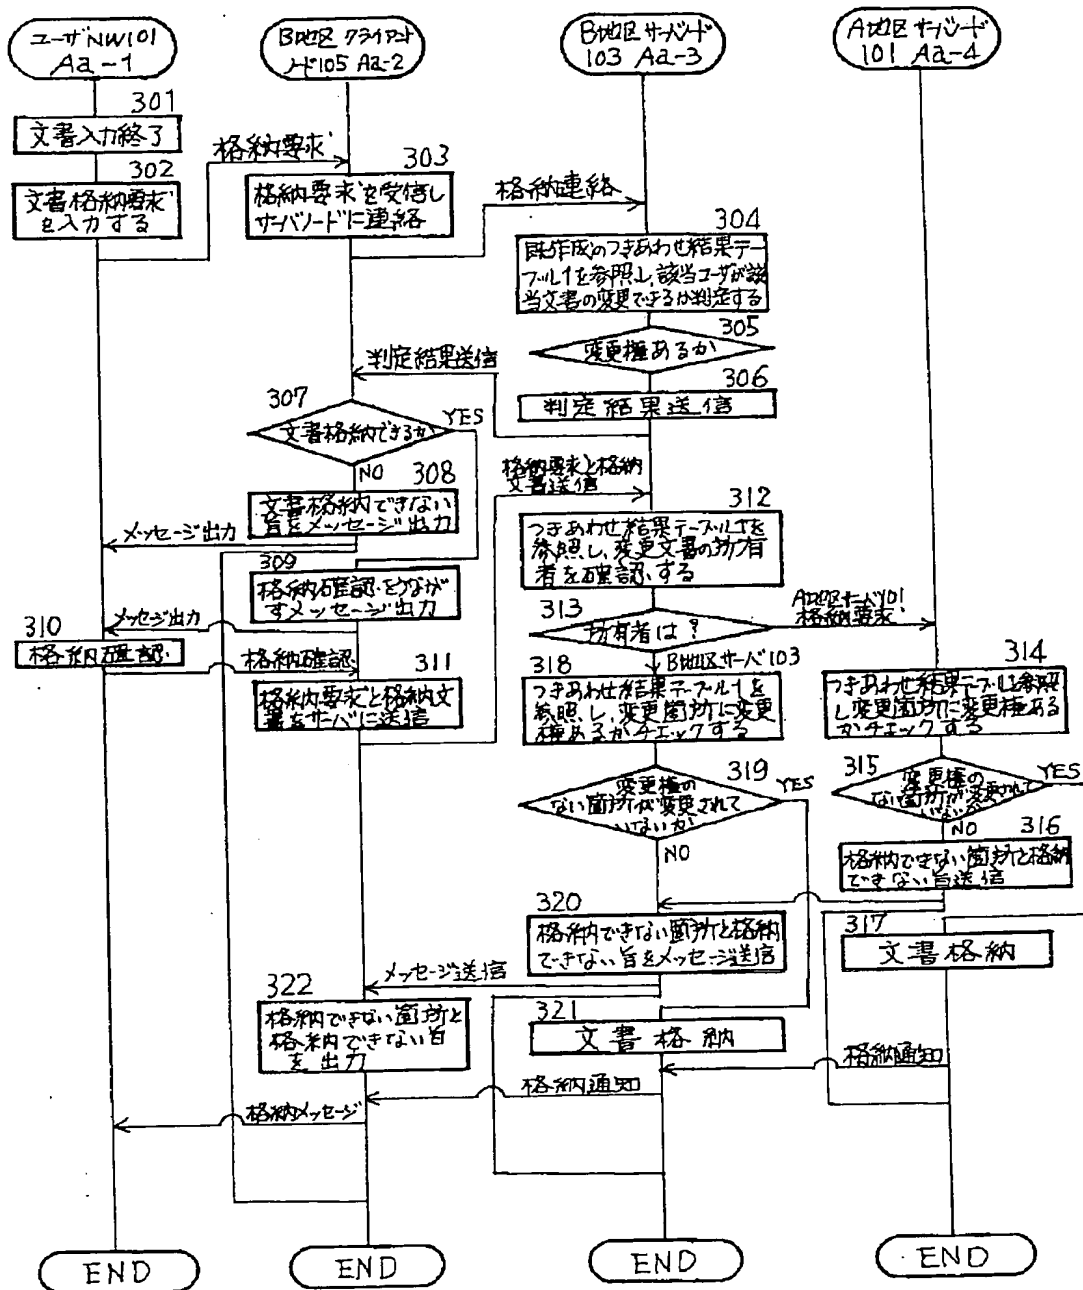 ユーザNW101
Aa-1
B地区 クライアント
ノード105 Aa-2
B地区 サーバノード
103 Aa-3
A地区 サーバノード
101 Aa-4
301
文書入力終了
302
文書格納要求
を入力する
格納要求
303
格納要求を受信し
サーバノードに連絡
格納連絡
304
既作成のつきあわせ結果テー
ブル1を参照し、該当ユーザが該
当文書の変更できるか判定する
305
変更権あるか
306
判定結果送信
判定結果送信
307
文書格納できるか
YES
NO
308
文書格納できない
旨をメッセージ出力
メッセージ出力
309
格納確認をうなが
すメッセージ出力
メッセージ出力
310
格納確認
格納確認
311
格納要求と格納文
書をサーバに送信
格納要求と格納
文書送信
312
つきあわせ結果テーブル1を
参照し、変更文書の所有
者を確認する
313
所有者は?
A地区サーバ101
格納要求
B地区サーバ103
318
つきあわせ結果テーブル1を
参照し、変更箇所に変更
権あるかチェックする
314
つきあわせ結果テーブル1を参照
し変更箇所に変更権ある
かチェックする
319
変更権の
ない箇所が変更されて
いないか
YES
NO
315
変更権の
ない箇所が変更されて
いないか
YES
NO
316
格納できない箇所と格納
できない旨送信
317
文書格納
320
格納できない箇所と格納
できない旨をメッセージ送信
メッセージ送信
321
文書格納
322
格納できない箇所と
格納できない旨
を出力
格納通知
格納通知
格納メッセージ
END
END
END
END